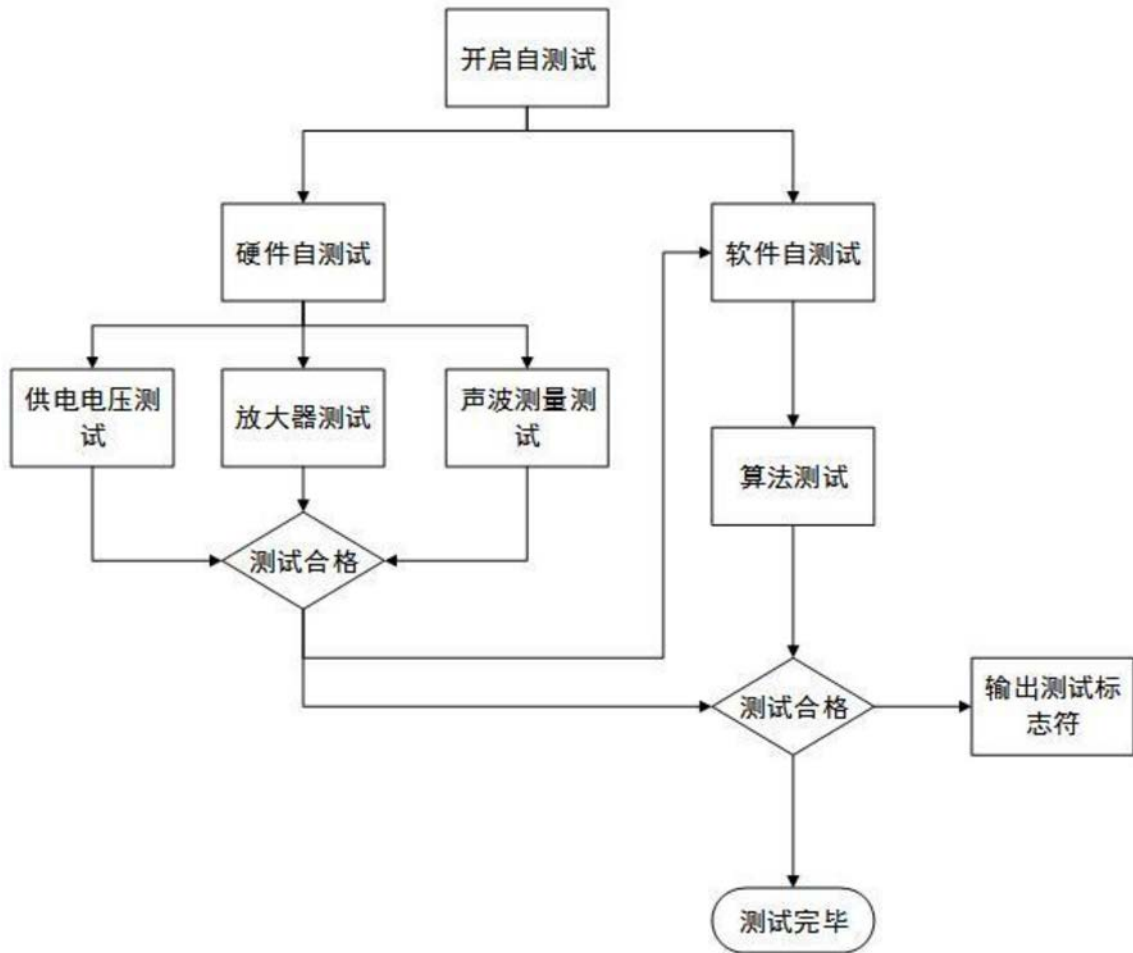 开启自测试
硬件自测试
软件自测试
供电电压测
试
放大器测试
声波测量测
试
算法测试
测试合格
测试合格
输出测试标
志符
测试完毕